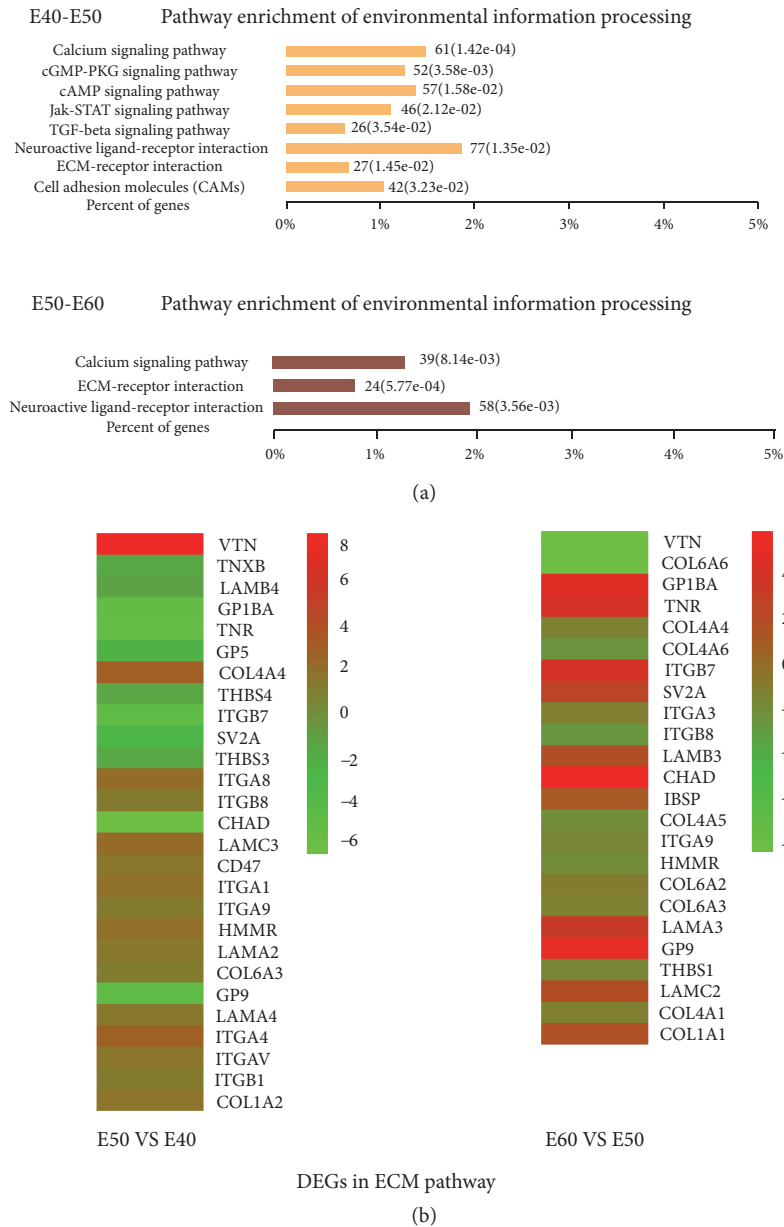 E40-E50 Pathway enrichment of environmental information processing
Calcium signaling pathway 61(1.42e-04)
cGMP-PKG signaling pathway 52(3.58e-03)
cAMP signaling pathway 57(1.58e-02)
Jak-STAT signaling pathway 46(2.12e-02)
TGF-beta signaling pathway 26(3.54e-02)
Neuroactive ligand-receptor interaction 77(1.35e-02)
ECM-receptor interaction 27(1.45e-02)
Cell adhesion molecules (CAMs) 42(3.23e-02)
Percent of genes
0% 1% 2% 3% 4% 5%
E50-E60 Pathway enrichment of environmental information processing
Calcium signaling pathway 39(8.14e-03)
ECM-receptor interaction 24(5.77e-04)
Neuroactive ligand-receptor interaction 58(3.56e-03)
Percent of genes
0% 1% 2% 3% 4% 5%
(a)
VTN
TNXB
LAMB4
GP1BA
TNR
GP5
COL4A4
THBS4
ITGB7
SV2A
THBS3
ITGA8
ITGB8
CHAD
LAMC3
CD47
ITGA1
ITGA9
HMMR
LAMA2
COL6A3
GP9
LAMA4
ITGA4
ITGAV
ITGB1
COL1A2
8
6
4
2
0
−2
−4
−6
E50 VS E40
VTN
COL6A6
GP1BA
TNR
COL4A4
COL4A6
ITGB7
SV2A
ITGA3
ITGB8
LAMB3
CHAD
IBSP
COL4A5
ITGA9
HMMR
COL6A2
COL6A3
LAMA3
GP9
THBS1
LAMC2
COL4A1
COL1A1
E60 VS E50
DEGs in ECM pathway
(b)